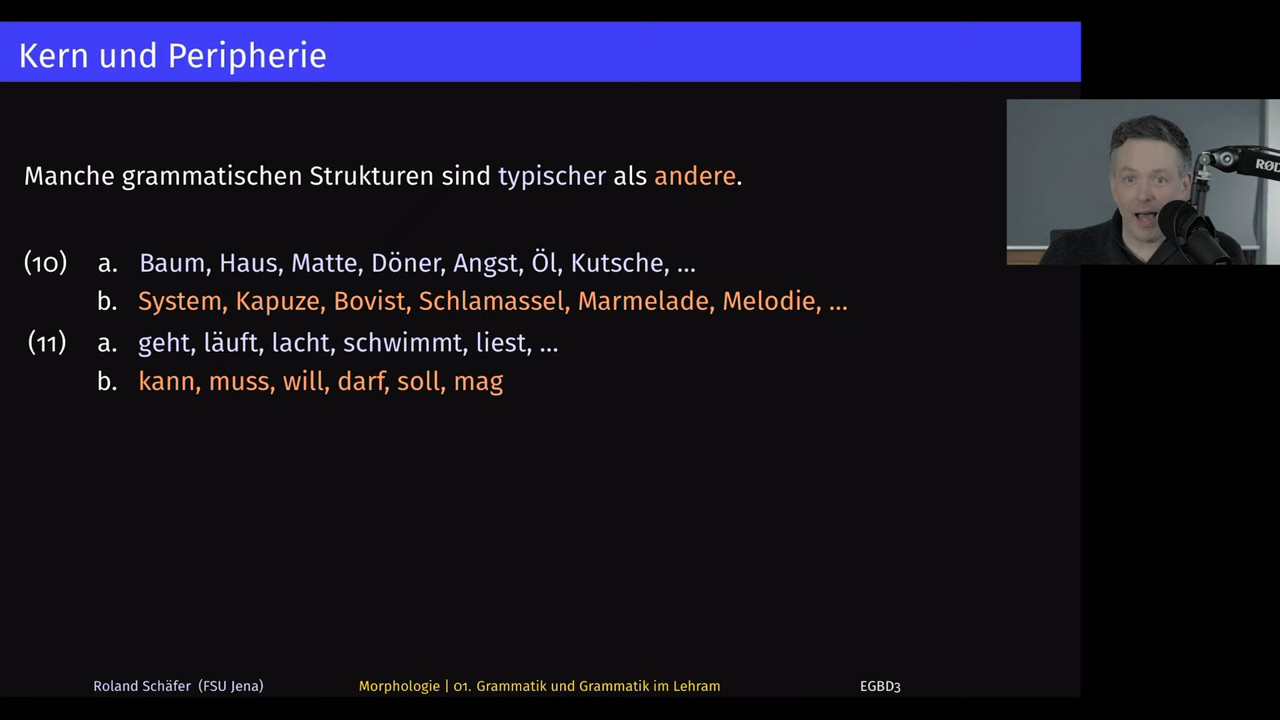 Kern und Peripherie
Manche grammatischen Strukturen sind typischer als andere.
(10) a. Baum, Haus, Matte, Döner, Angst, Öl, Kutsche, ...
b. System, Kapuze, Bovist, Schlamassel, Marmelade, Melodie, ...
(11) a. geht, läuft, lacht, schwimmt, liest, ...
b. kann, muss, will, darf, soll, mag
Roland Schäfer (FSU Jena) Morphologie | 01. Grammatik und Grammatik im Lehram EGBD3